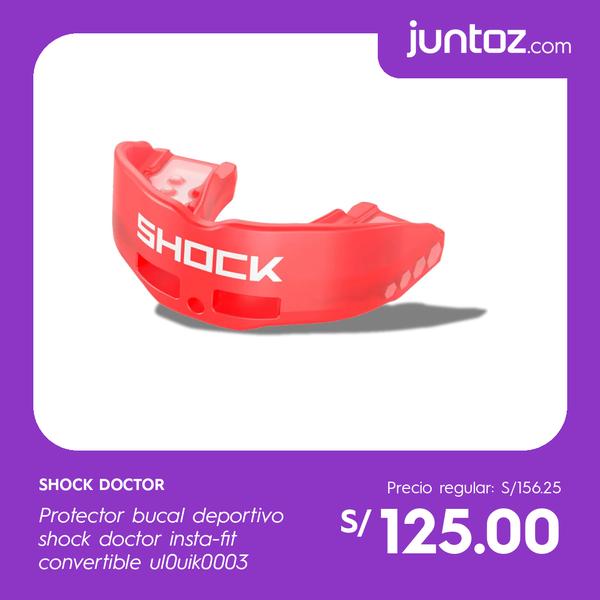 juntoz.com
SHOCK
SHOCK DOCTOR
Protector bucal deportivo
shock doctor insta-fit
convertible ul0uik0003
Precio regular: S/156.25
S/125.00